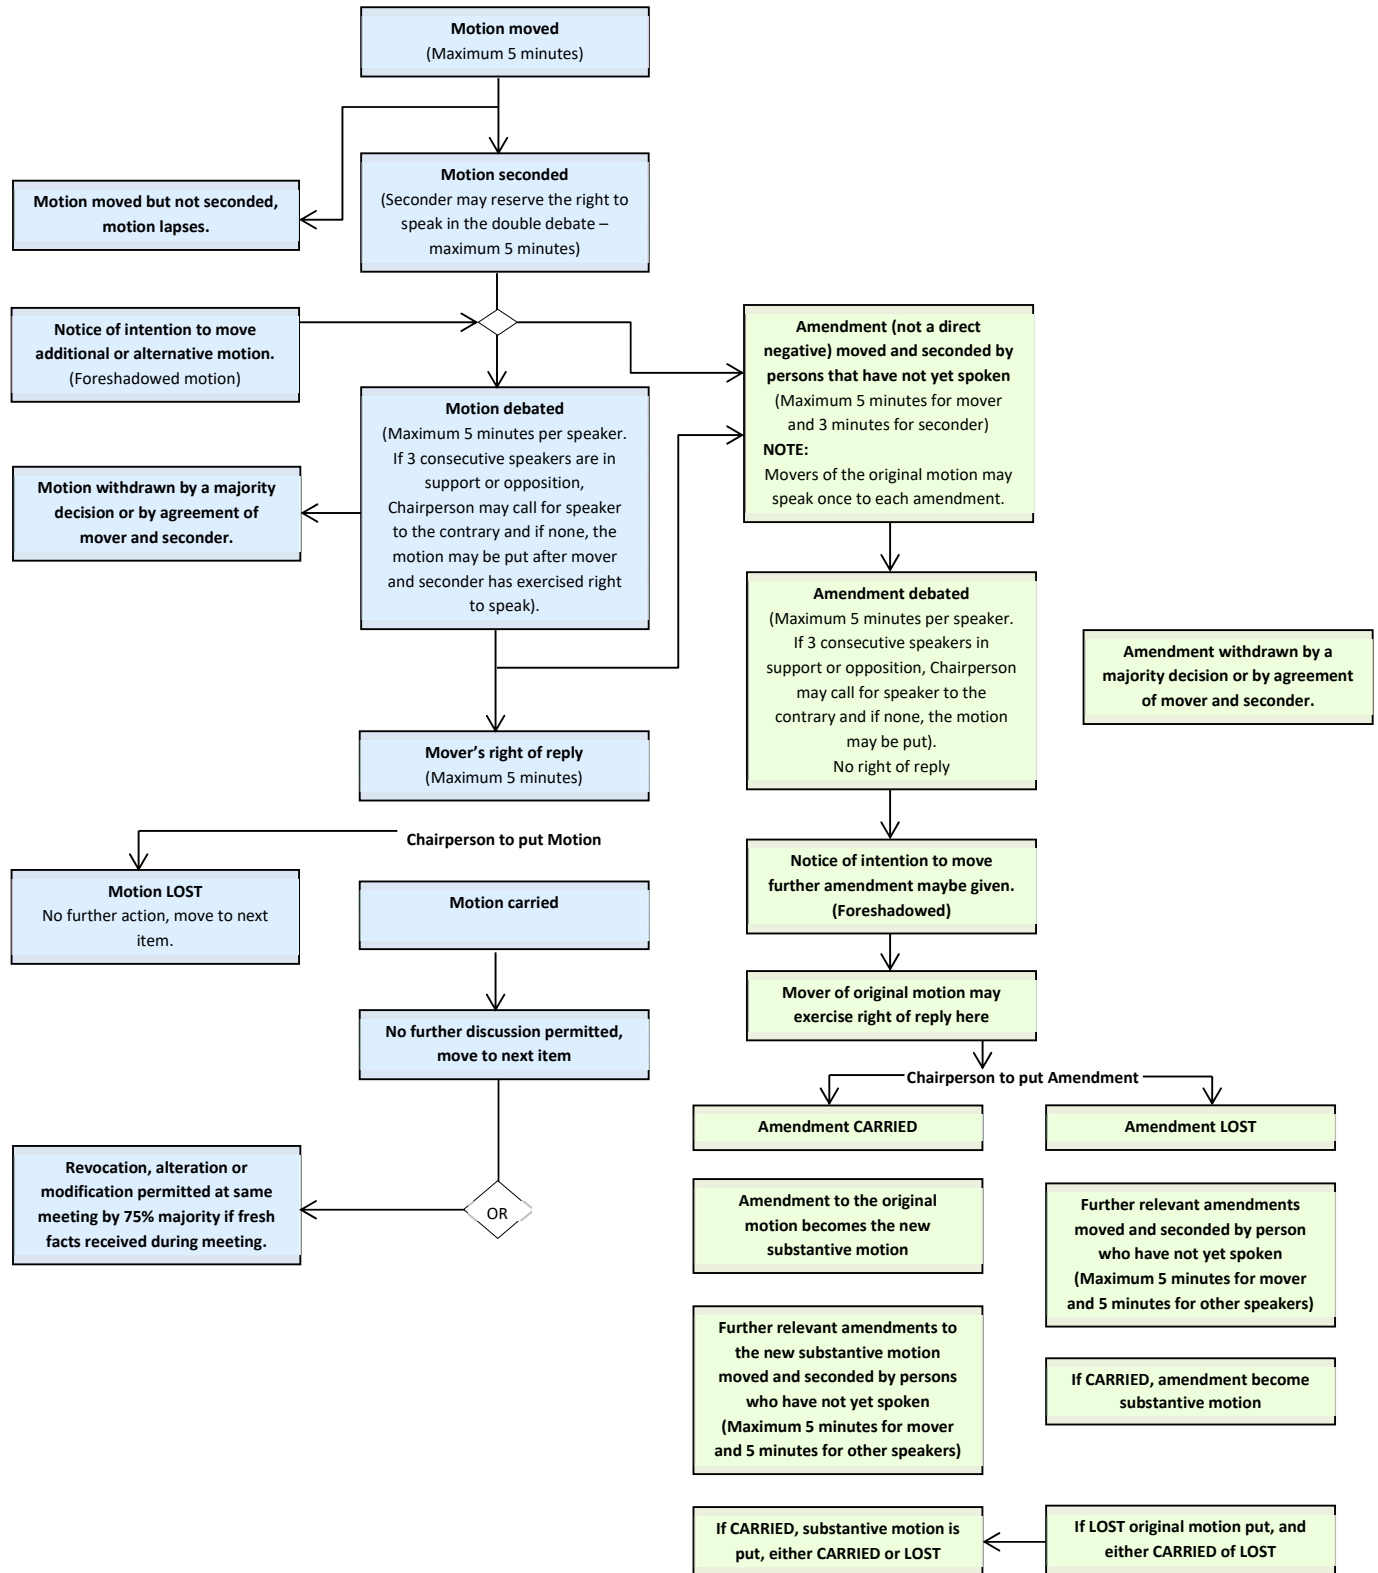 Motion moved
(Maximum 5 minutes)
Motion seconded
(Seconder may reserve the right to
speak in the double debate –
maximum 5 minutes)
Motion moved but not seconded,
motion lapses.
Notice of intention to move
additional or alternative motion.
(Foreshadowed motion)
Motion debated
(Maximum 5 minutes per speaker.
If 3 consecutive speakers are in
support or opposition,
Chairperson may call for speaker
to the contrary and if none, the
motion may be put after mover
and seconder has exercised right
to speak).
Motion withdrawn by a majority
decision or by agreement of
mover and seconder.
Mover’s right of reply
(Maximum 5 minutes)
Chairperson to put Motion
Motion LOST
No further action, move to next
item.
Motion carried
No further discussion permitted,
move to next item
OR
Revocation, alteration or
modification permitted at same
meeting by 75% majority if fresh
facts received during meeting.
Amendment (not a direct
negative) moved and seconded by
persons that have not yet spoken
(Maximum 5 minutes for mover
and 3 minutes for seconder)
NOTE:
Movers of the original motion may
speak once to each amendment.
Amendment debated
(Maximum 5 minutes per speaker.
If 3 consecutive speakers in
support or opposition, Chairperson
may call for speaker to the
contrary and if none, the motion
may be put).
No right of reply
Amendment withdrawn by a
majority decision or by agreement
of mover and seconder.
Notice of intention to move
further amendment maybe given.
(Foreshadowed)
Mover of original motion may
exercise right of reply here
Chairperson to put Amendment
Amendment CARRIED
Amendment to the original
motion becomes the new
substantive motion
Further relevant amendments to
the new substantive motion
moved and seconded by persons
who have not yet spoken
(Maximum 5 minutes for mover
and 5 minutes for other speakers)
If CARRIED, substantive motion is
put, either CARRIED or LOST
Amendment LOST
Further relevant amendments
moved and seconded by person
who have not yet spoken
(Maximum 5 minutes for mover
and 5 minutes for other speakers)
If CARRIED, amendment become
substantive motion
If LOST original motion put, and
either CARRIED of LOST